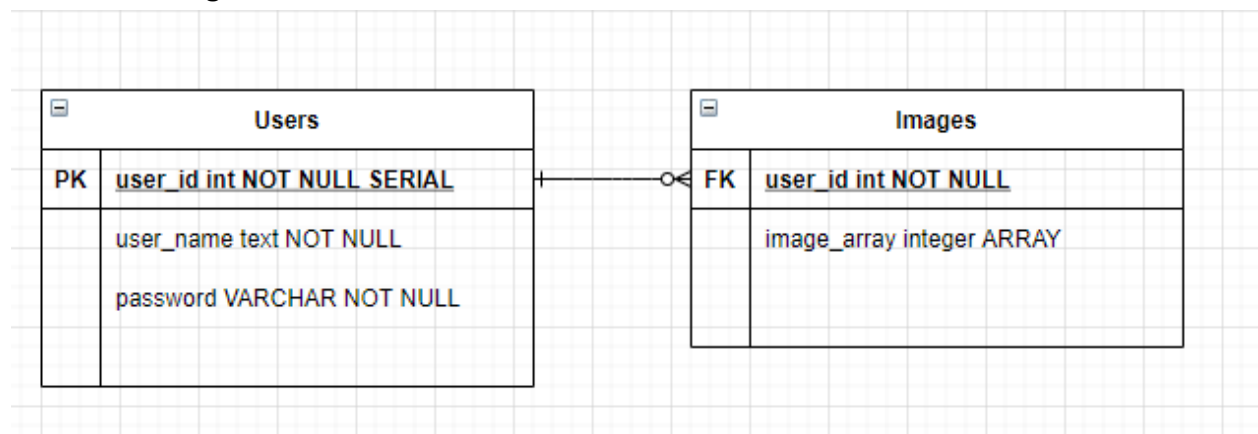 Users
PK user_id int NOT NULL SERIAL
user_name text NOT NULL
password VARCHAR NOT NULL
Images
FK user_id int NOT NULL
image_array integer ARRAY